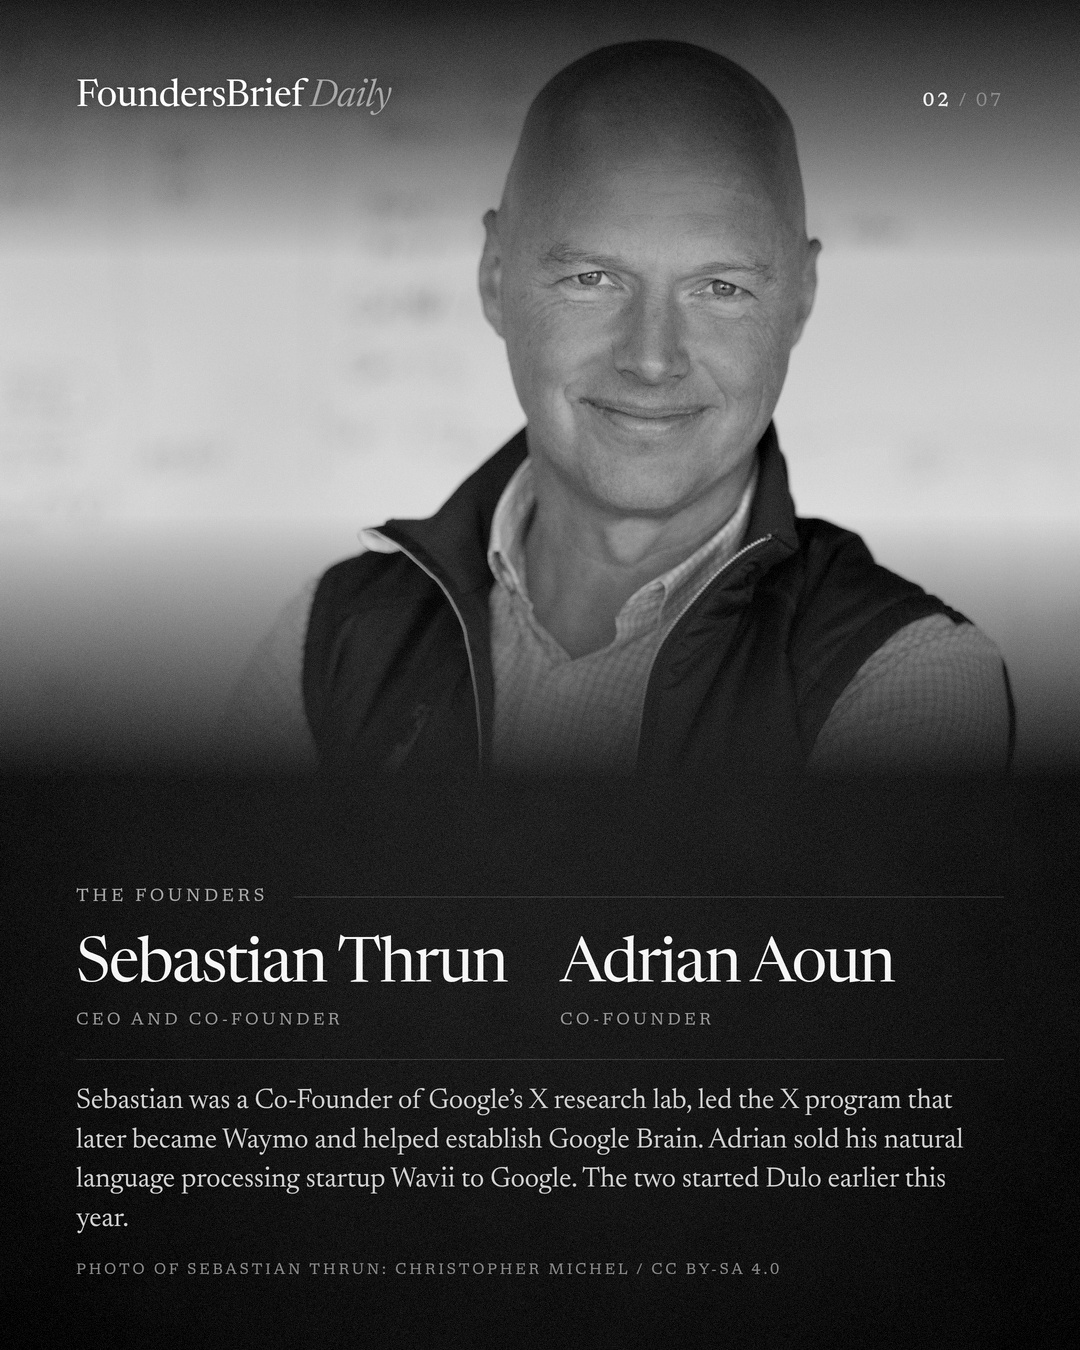 FoundersBrief Daily
02 / 07
THE FOUNDERS
Sebastian Thrun
CEO AND CO-FOUNDER
Adrian Aoun
CO-FOUNDER
Sebastian was a Co-Founder of Google’s X research lab, led the X program that
later became Waymo and helped establish Google Brain. Adrian sold his natural
language processing startup Wavii to Google. The two started Dulo earlier this
year.
PHOTO OF SEBASTIAN THRUN: CHRISTOPHER MICHEL / CC BY-SA 4.0